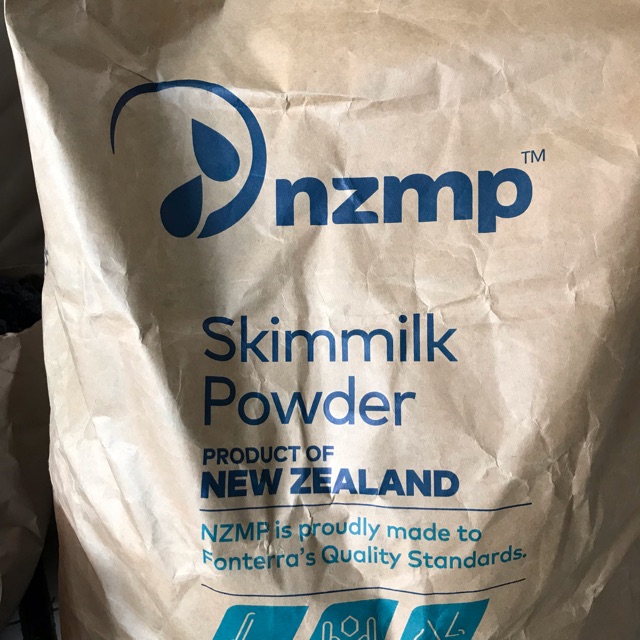 nzmp™
Skimmilk
Powder
PRODUCT OF
NEW ZEALAND
NZMP is proudly made to
Fonterra's Quality Standards.